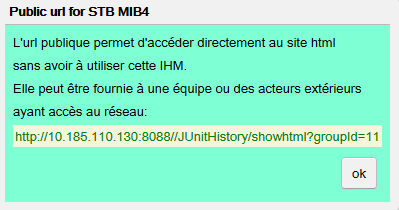 Public url for STB MIB4
L'url publique permet d'accéder directement au site html
sans avoir à utiliser cette IHM.
Elle peut être fournie à une équipe ou des acteurs extérieurs
ayant accès au réseau:
http://10.185.110.130:8088//JUnitHistory/showhtml?groupId=11
ok